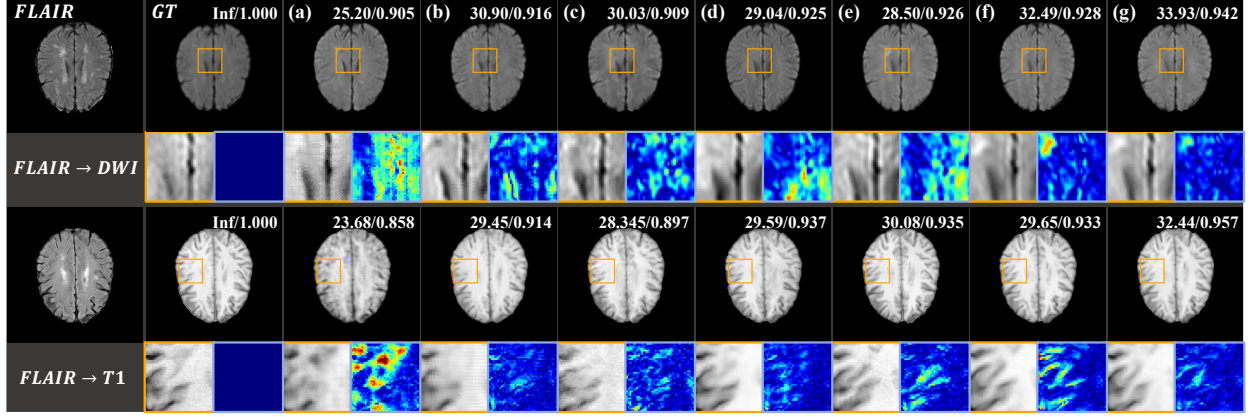 FLAIR GT Inf/1.000 (a) 25.20/0.905 (b) 30.90/0.916 (c) 30.03/0.909 (d) 29.04/0.925 (e) 28.50/0.926 (f) 32.49/0.928 (g) 33.93/0.942
FLAIR → DWI
Inf/1.000 23.68/0.858 29.45/0.914 28.345/0.897 29.59/0.937 30.08/0.935 29.65/0.933 32.44/0.957
FLAIR → T1